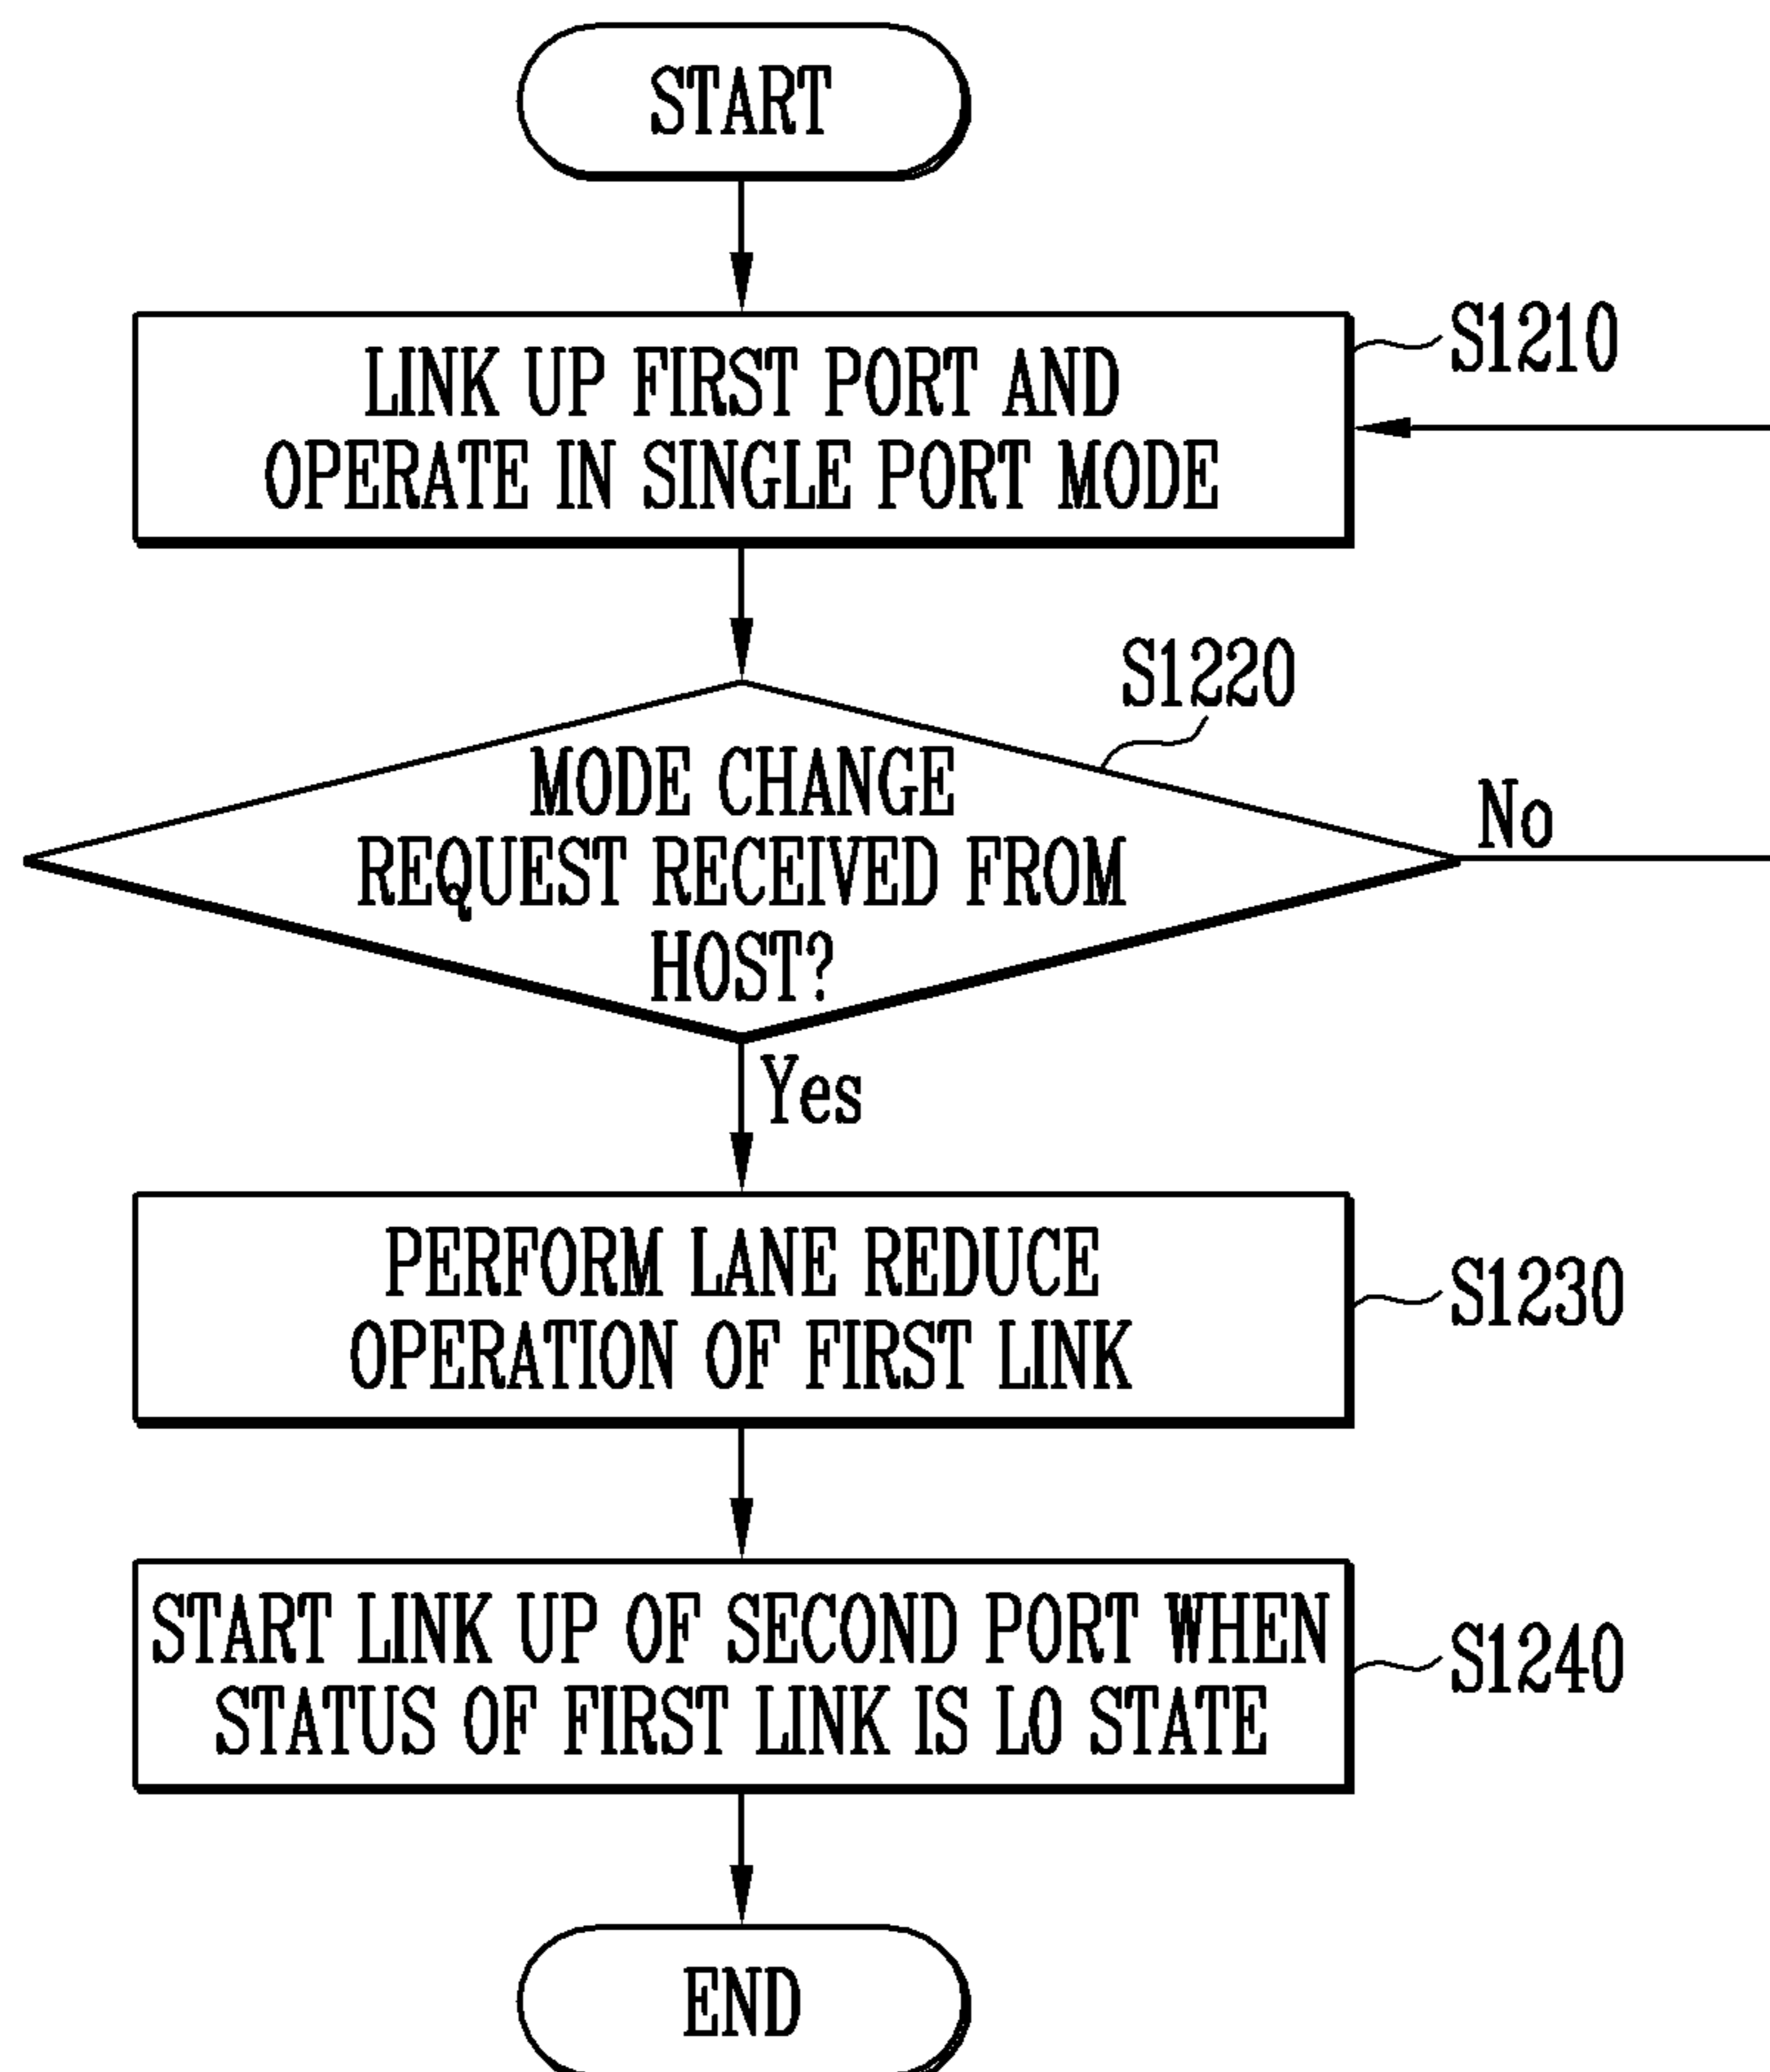 START
LINK UP FIRST PORT AND
OPERATE IN SINGLE PORT MODE
S1210
S1220
MODE CHANGE
REQUEST RECEIVED FROM
HOST?
No
Yes
PERFORM LANE REDUCE
OPERATION OF FIRST LINK
S1230
START LINK UP OF SECOND PORT WHEN
STATUS OF FIRST LINK IS L0 STATE
S1240
END